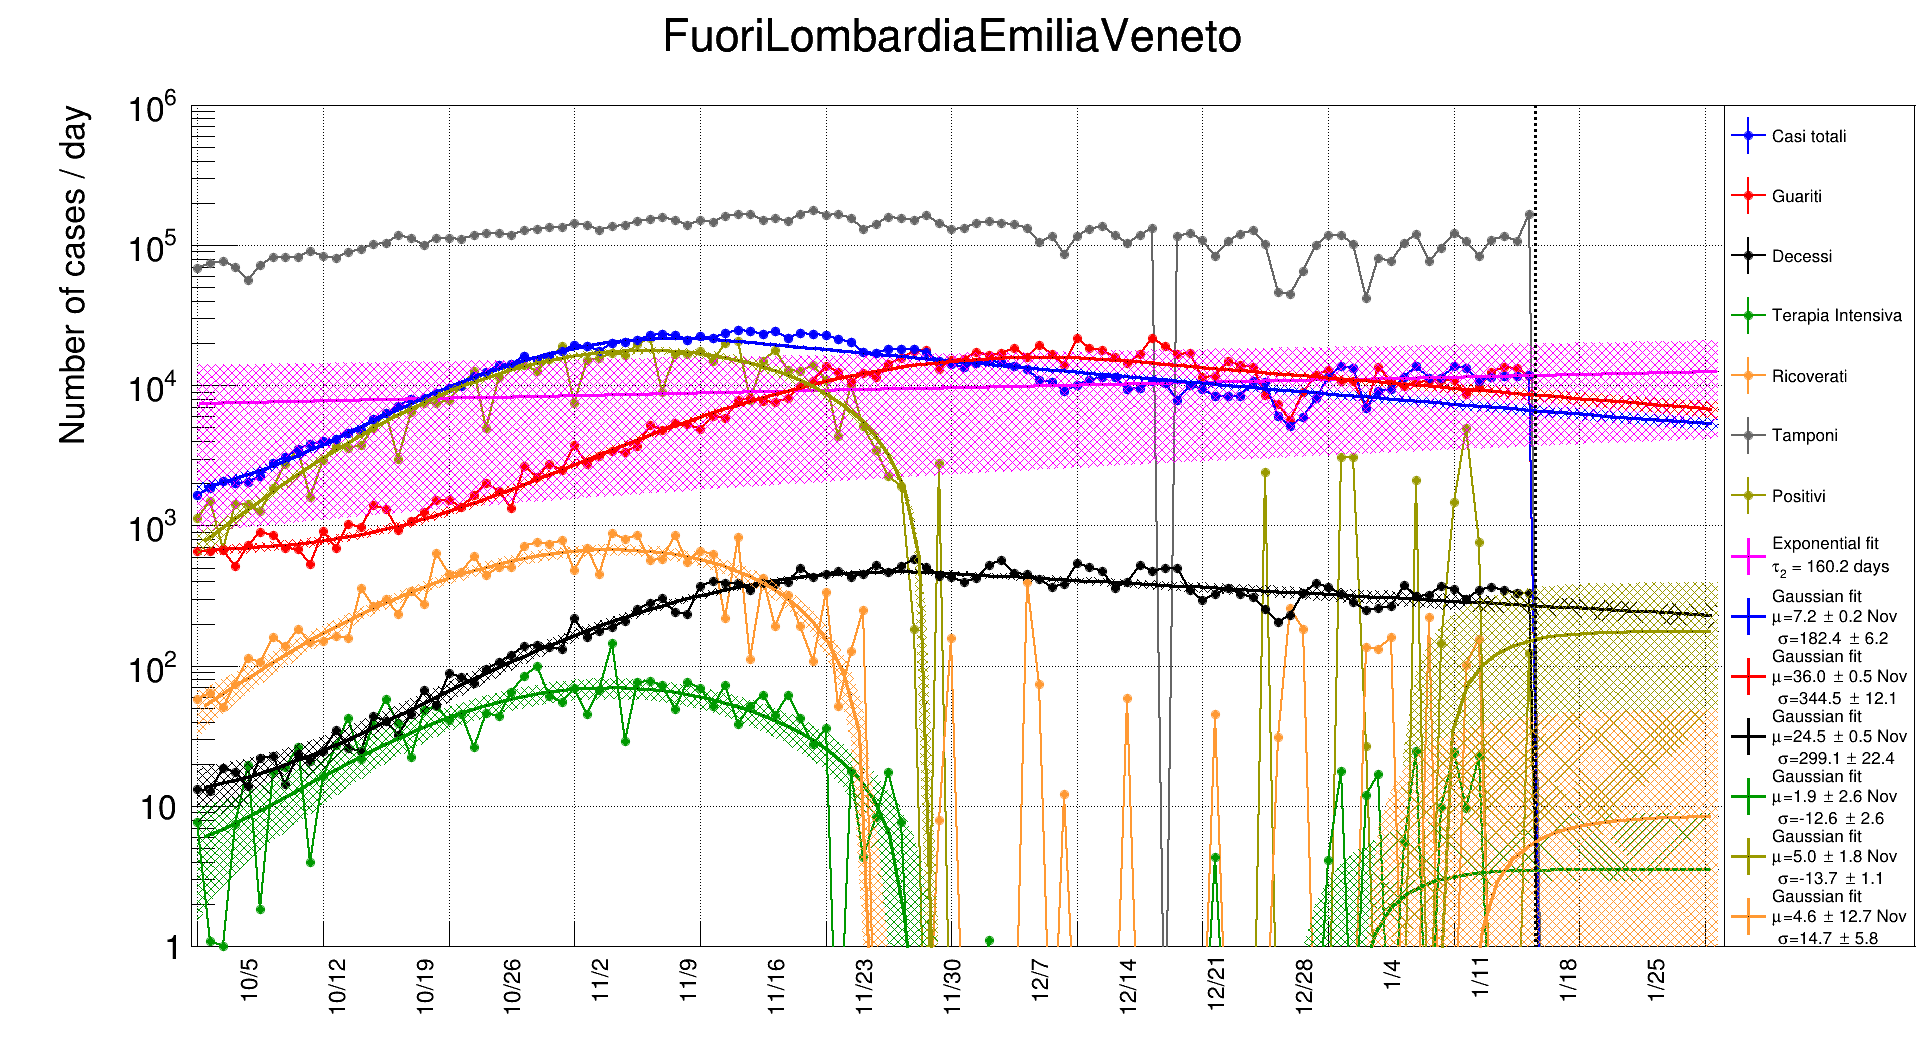 FuoriLombardiaEmiliaVeneto
Number of cases / day
10^6
10^5
10^4
10^3
10^2
10
1
10/5
10/12
10/19
10/26
11/2
11/9
11/16
11/23
11/30
12/7
12/14
12/21
12/28
1/4
1/11
1/18
1/25
Casi totali
Guariti
Decessi
Terapia Intensiva
Ricoverati
Tamponi
Positivi
Exponential fit
τ₂ = 160.2 days
Gaussian fit
μ=7.2 ± 0.2 Nov
σ=182.4 ± 6.2
Gaussian fit
μ=36.0 ± 0.5 Nov
σ=344.5 ± 12.1
Gaussian fit
μ=24.5 ± 0.5 Nov
σ=299.1 ± 22.4
Gaussian fit
μ=1.9 ± 2.6 Nov
σ=-12.6 ± 2.6
Gaussian fit
μ=5.0 ± 1.8 Nov
σ=-13.7 ± 1.1
Gaussian fit
μ=4.6 ± 12.7 Nov
σ=14.7 ± 5.8